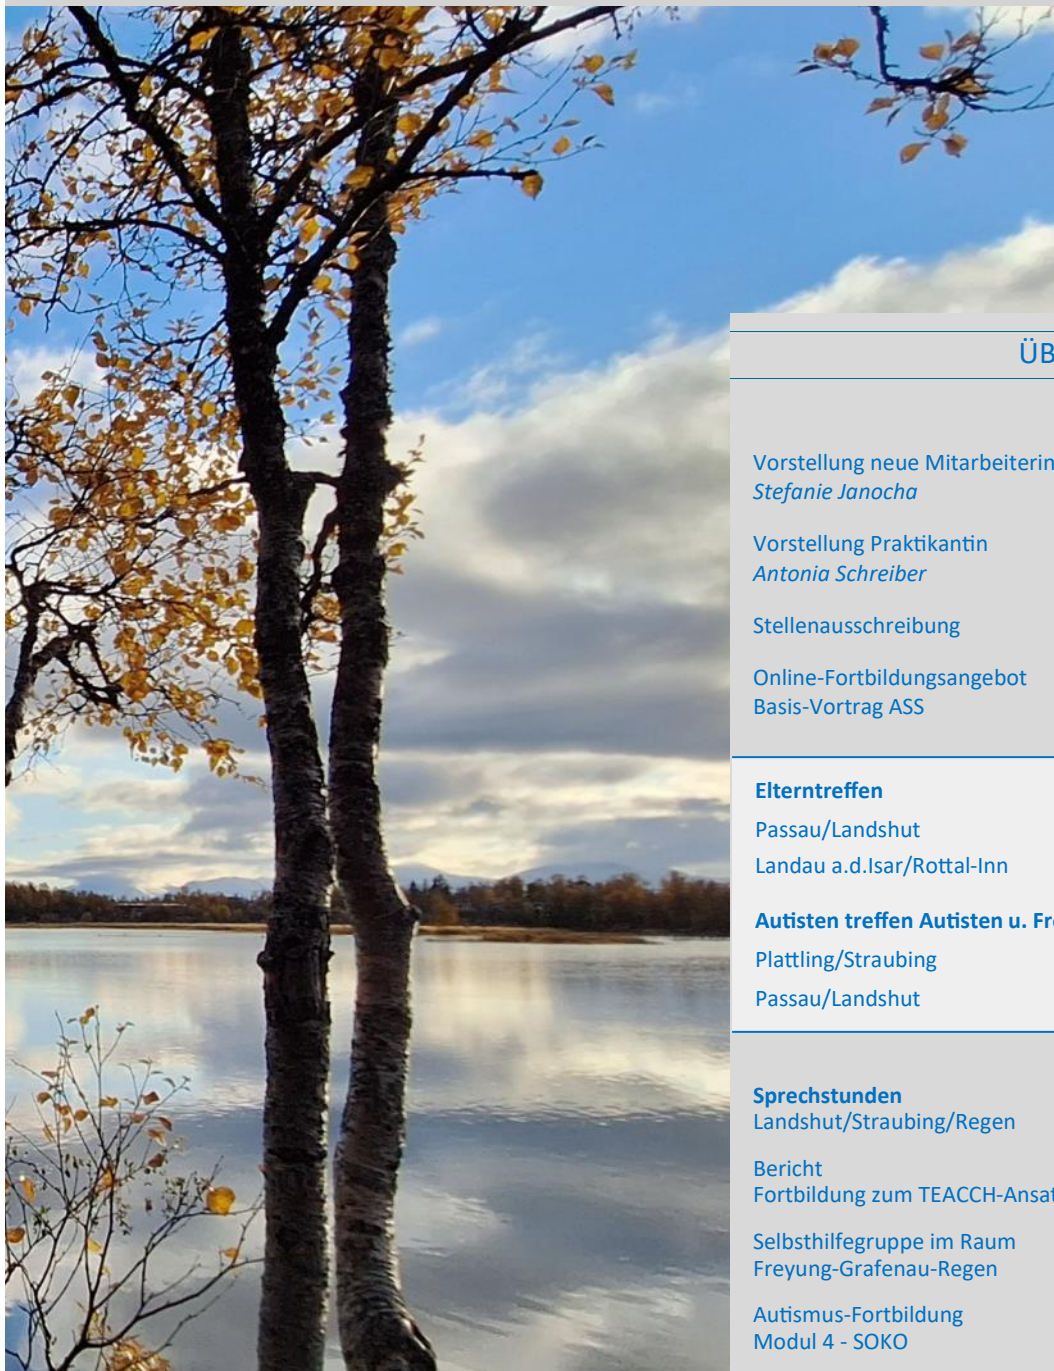 ÜB
Vorstellung neue Mitarbeiterin
Stefanie Janocha
Vorstellung Praktikantin
Antonia Schreiber
Stellenausschreibung
Online-Fortbildungsangebot
Basis-Vortrag ASS
Elterntreffen
Passau/Landshut
Landau a.d.Isar/Rottal-Inn
Autisten treffen Autisten u. Fre
Plattling/Straubing
Passau/Landshut
Sprechstunden
Landshut/Straubing/Regen
Bericht
Fortbildung zum TEACCH-Ansat
Selbsthilfegruppe im Raum
Freyung-Grafenau-Regen
Autismus-Fortbildung
Modul 4 - SOKO